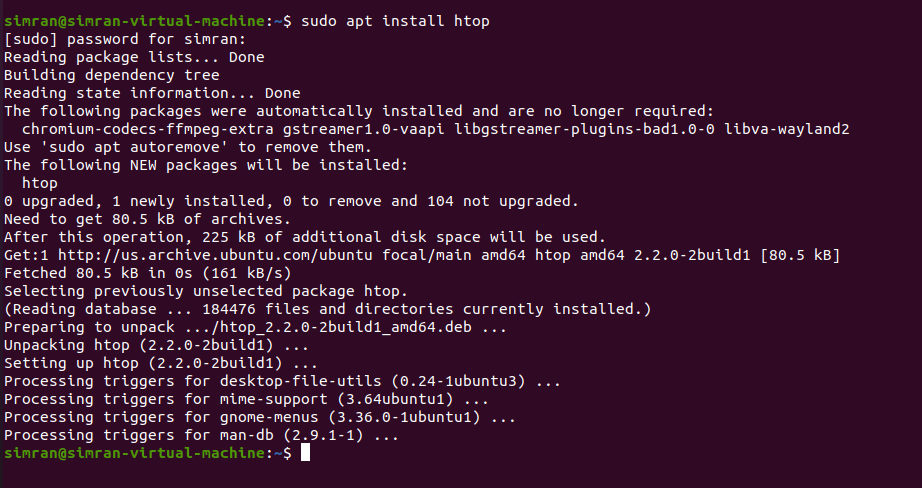 simran@simran-virtual-machine:~$ sudo apt install htop
[sudo] password for simran:
Reading package lists... Done
Building dependency tree
Reading state information... Done
The following packages were automatically installed and are no longer required:
  chromium-codecs-ffmpeg-extra gstreamer1.0-vaapi libgstreamer-plugins-bad1.0-0 libva-wayland2
Use 'sudo apt autoremove' to remove them.
The following NEW packages will be installed:
  htop
0 upgraded, 1 newly installed, 0 to remove and 104 not upgraded.
Need to get 80.5 kB of archives.
After this operation, 225 kB of additional disk space will be used.
Get:1 http://us.archive.ubuntu.com/ubuntu focal/main amd64 htop amd64 2.2.0-2build1 [80.5 kB]
Fetched 80.5 kB in 0s (161 kB/s)
Selecting previously unselected package htop.
(Reading database ... 184476 files and directories currently installed.)
Preparing to unpack .../htop_2.2.0-2build1_amd64.deb ...
Unpacking htop (2.2.0-2build1) ...
Setting up htop (2.2.0-2build1) ...
Processing triggers for desktop-file-utils (0.24-1ubuntu3) ...
Processing triggers for mime-support (3.64ubuntu1) ...
Processing triggers for gnome-menus (3.36.0-1ubuntu1) ...
Processing triggers for man-db (2.9.1-1) ...
simran@simran-virtual-machine:~$